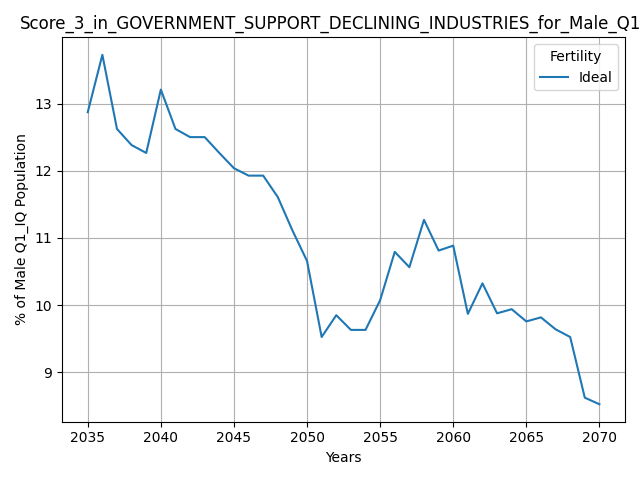 Score_3_in_GOVERNMENT_SUPPORT_DECLINING_INDUSTRIES_for_Male_Q1
Fertility
Ideal
% of Male Q1_IQ Population
13
12
11
10
9
2035 2040 2045 2050 2055 2060 2065 2070
Years